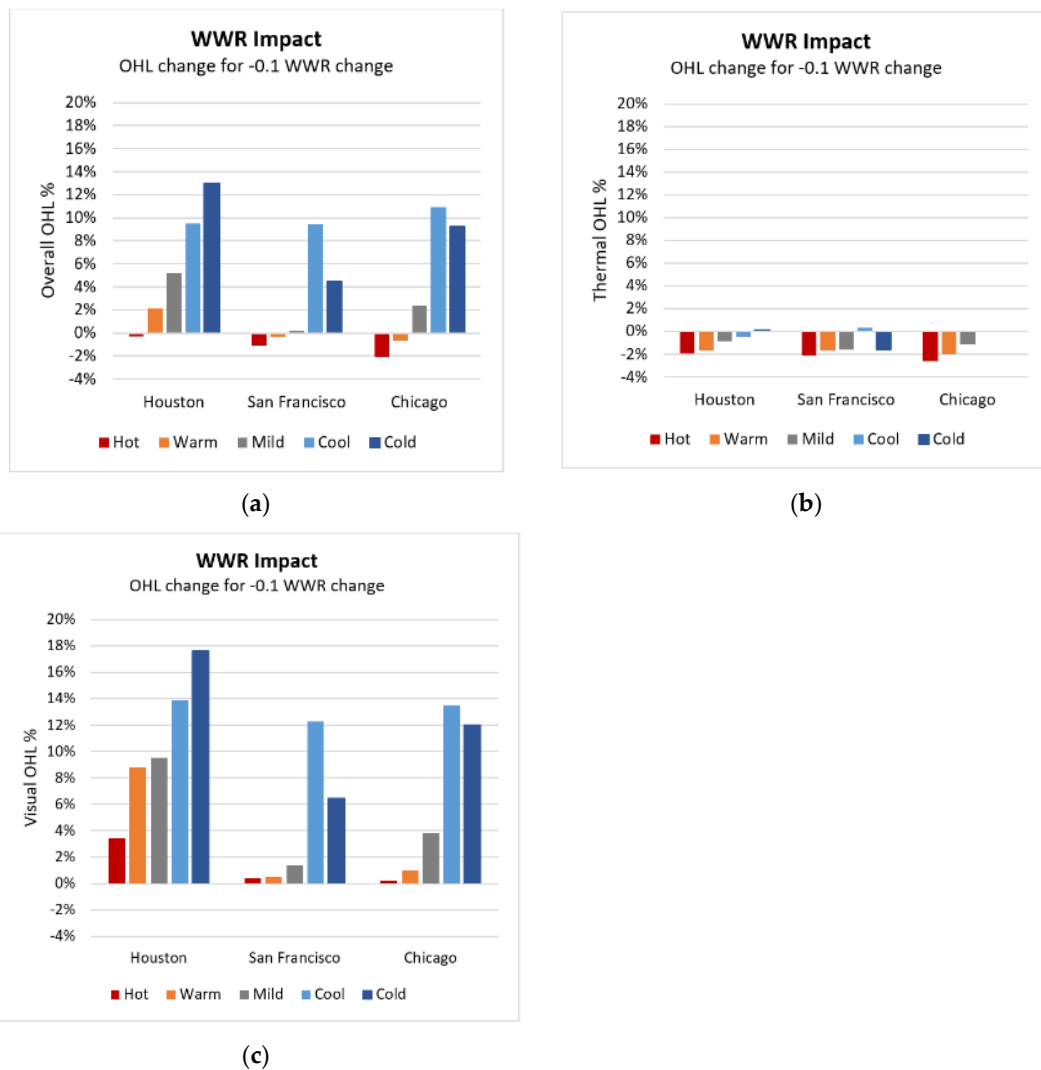 WWR Impact
OHL change for -0.1 WWR change
Overall OHL %
20%
18%
16%
14%
12%
10%
8%
6%
4%
2%
0%
-2%
-4%
Houston San Francisco Chicago
Hot Warm Mild Cool Cold
(a)
WWR Impact
OHL change for -0.1 WWR change
Thermal OHL %
20%
18%
16%
14%
12%
10%
8%
6%
4%
2%
0%
-2%
-4%
Houston San Francisco Chicago
Hot Warm Mild Cool Cold
(b)
WWR Impact
OHL change for -0.1 WWR change
Visual OHL %
20%
18%
16%
14%
12%
10%
8%
6%
4%
2%
0%
-2%
-4%
Houston San Francisco Chicago
Hot Warm Mild Cool Cold
(c)